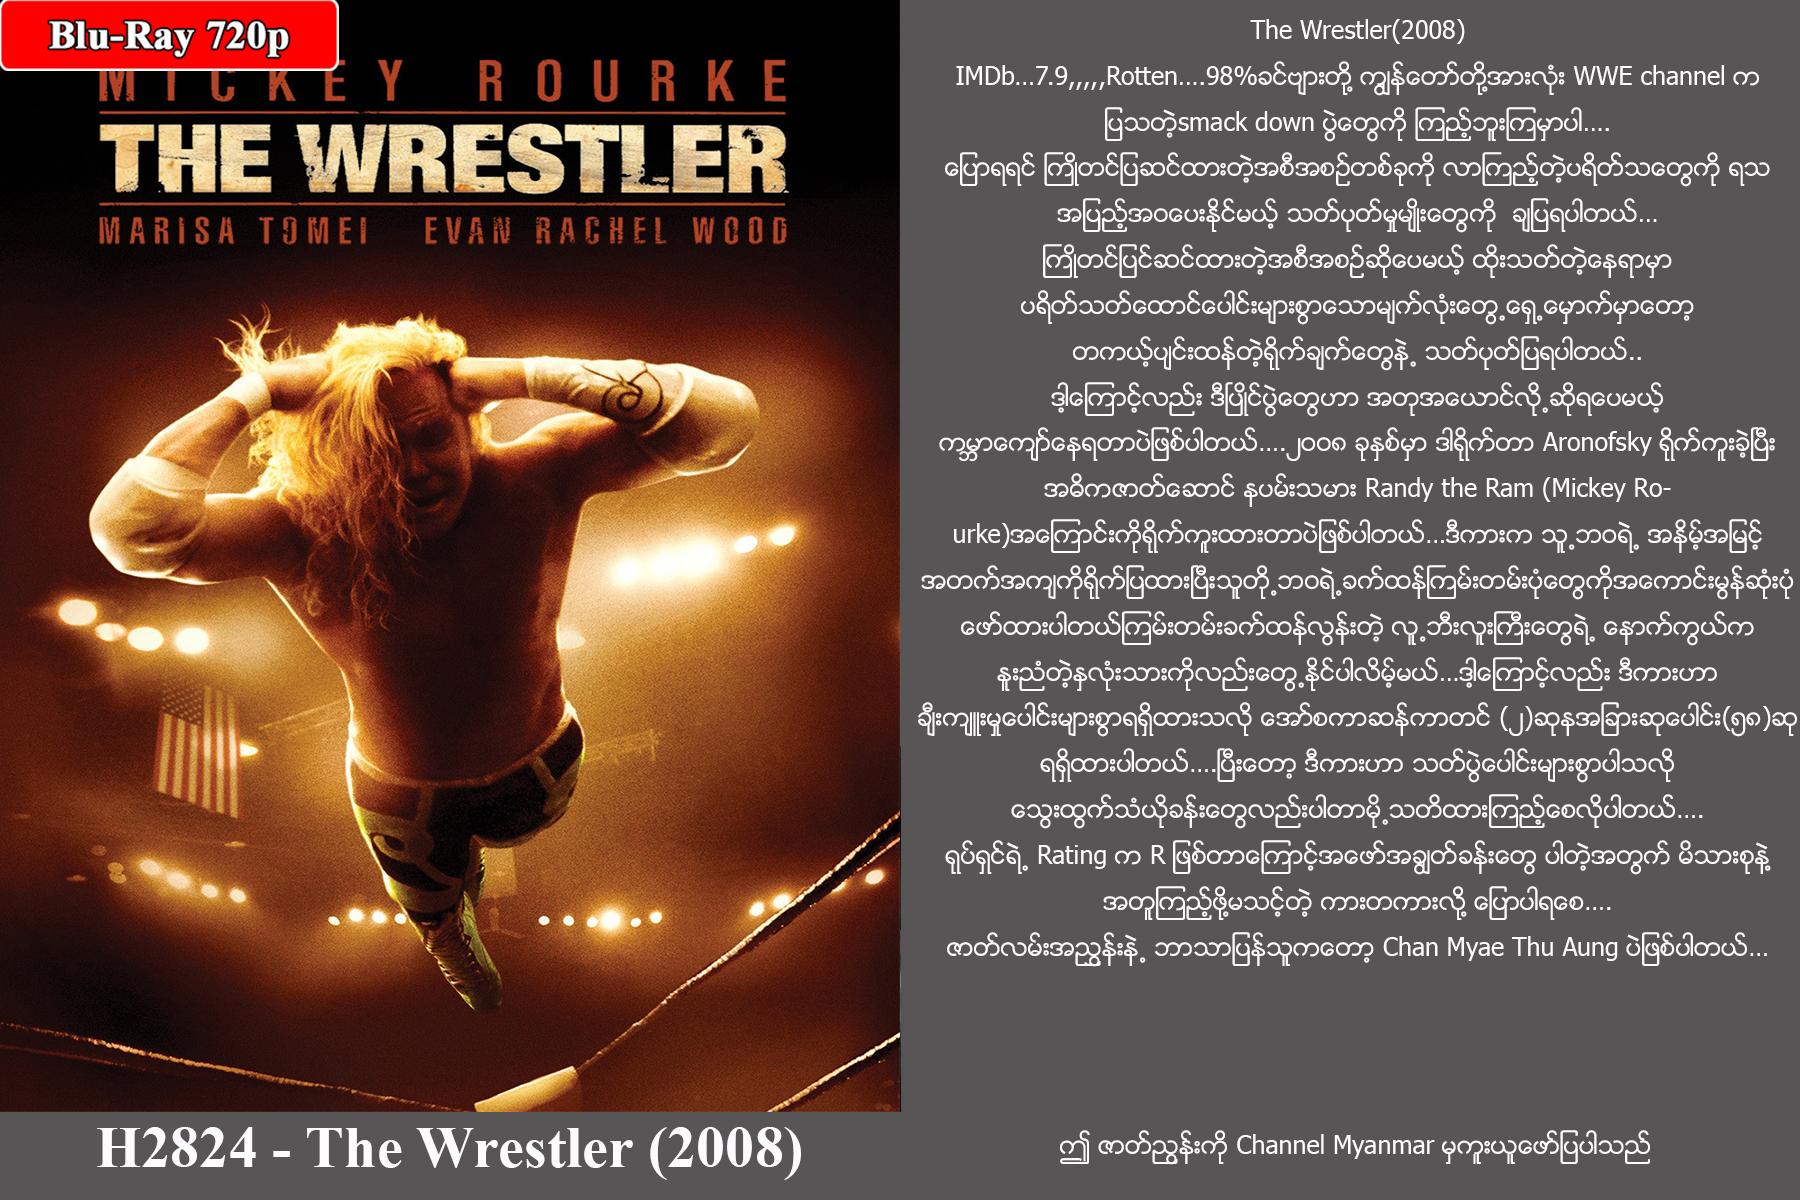 Blu-Ray 720p
MICKEY ROURKE
THE WRESTLER
MARISA TOMEI EVAN RACHEL WOOD
H2824 - The Wrestler (2008)
The Wrestler(2008)
IMDb...7.9,,,,,Rotten....98%ခင်ဗျားတို့ ကျွန်တော်တို့အားလုံး WWE channel က
ပြသတဲ့smack down ပွဲတွေကို ကြည့်ဘူးကြမှာပါ....
ပြောရရင် ကြိုတင်ပြဆင်ထားတဲ့အစီအစဉ်တစ်ခုကို လာကြည့်တဲ့ပရိတ်သတွေကို ရသ
အပြည့်အဝပေးနိုင်မယ့် သတ်ပုတ်မှုမျိုးတွေကို ချပြရပါတယ်...
ကြိုတင်ပြင်ဆင်ထားတဲ့အစီအစဉ်ဆိုပေမယ့် ထိုးသတ်တဲ့နေရာမှာ
ပရိတ်သတ်ထောင်ပေါင်းများစွာသောမျက်လုံးတွေ့ရှေ့မှောက်မှာတော့
တကယ့်ပျင်းထန်တဲ့ရိုက်ချက်တွေနဲ့ သတ်ပုတ်ပြရပါတယ်..
ဒါ့ကြောင့်လည်း ဒီပြိုင်ပွဲတွေဟာ အတုအယောင်လို့ဆိုရပေမယ့်
ကမ္ဘာကျော်နေရတာပဲဖြစ်ပါတယ်....၂၀၀၈ ခုနှစ်မှာ ဒါရိုက်တာ Aronofsky ရိုက်ကူးခဲ့ပြီး
အဓိကဇာတ်ဆောင် နပမ်းသမား Randy the Ram (Mickey Ro-
urke)အကြောင်းကိုရိုက်ကူးထားတာပဲဖြစ်ပါတယ်...ဒီကားက သူ့ဘဝရဲ့ အနိမ့်အမြင့်
အတက်အကျကိုရိုက်ပြထားပြီးသူတို့ဘဝရဲ့ခက်ထန်ကြမ်းတမ်းပုံတွေကိုအကောင်းမွန်ဆုံးပုံ
ဖော်ထားပါတယ်ကြမ်းတမ်းခက်ထန်လွန်းတဲ့ လူ့ဘီးလူးကြီးတွေရဲ့ နောက်ကွယ်က
နူးညံတဲ့နှလုံးသားကိုလည်းတွေ့နိုင်ပါလိမ့်မယ်...ဒါ့ကြောင့်လည်း ဒီကားဟာ
ချီးကျူးမှုပေါင်းများစွာရရှိထားသလို အော်စကာဆန်ကာတင် (၂)ဆုနအခြားဆုပေါင်း(၅၈)ဆု
ရရှိထားပါတယ်....ပြီးတော့ ဒီကားဟာ သတ်ပွဲပေါင်းများစွာပါသလို
သွေးထွက်သံယိုခန်းတွေလည်းပါတာမို့သတိထားကြည့်စေလိုပါတယ်....
ရုပ်ရှင်ရဲ့ Rating က R ဖြစ်တာကြောင့်အဖော်အချွတ်ခန်းတွေ ပါတဲ့အတွက် မိသားစုနဲ့
အတူကြည့်ဖို့မသင့်တဲ့ ကားတကားလို့ ပြောပါရစေ....
ဇာတ်လမ်းအညွှန်းနဲ့ ဘာသာပြန်သူကတော့ Chan Myae Thu Aung ပဲဖြစ်ပါတယ်...
ဤ ဇာတ်ညွှန်းကို Channel Myanmar မှကူးယူဖော်ပြပါသည်